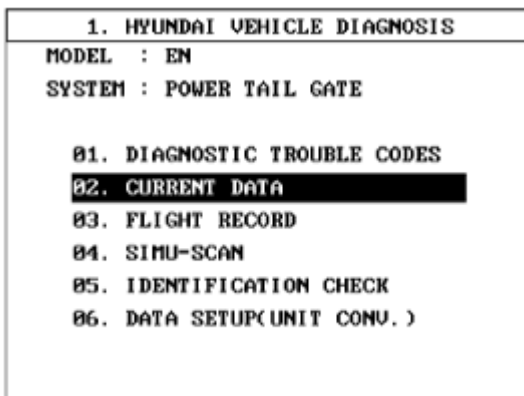 1. HYUNDAI VEHICLE DIAGNOSIS
MODEL : EN
SYSTEM : POWER TAIL GATE
01. DIAGNOSTIC TROUBLE CODES
02. CURRENT DATA
03. FLIGHT RECORD
04. SIMU-SCAN
05. IDENTIFICATION CHECK
06. DATA SETUP(UNIT CONV.)